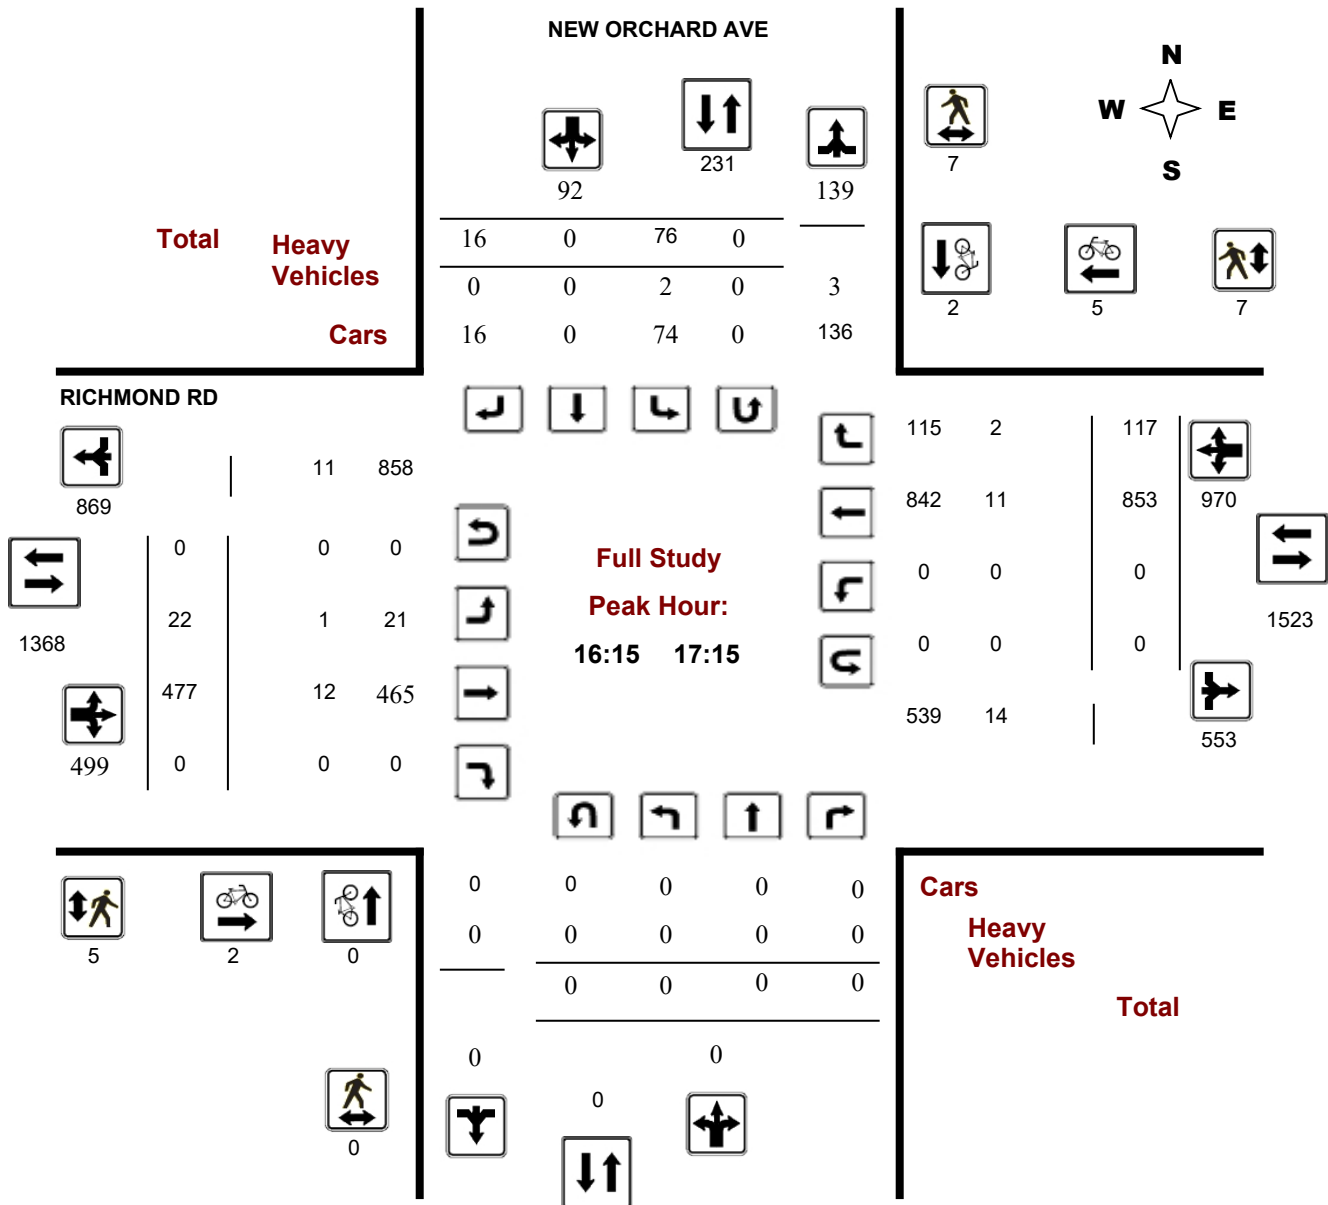 NEW ORCHARD AVE
N
W E
S
92
231
139
7
Total
Heavy
Vehicles
Cars
16 0 76 0
0 0 2 0 3
16 0 74 0 136
2 5 7
RICHMOND RD
869
11 858
0 0 0
22 1 21
1368
477 12 465
499
0 0 0
Full Study
Peak Hour:
16:15 17:15
115 2 117
842 11 853 970
0 0 0
1523
0 0 0
539 14
553
5 2 0
0
0 0 0 0 0
0 0 0 0 0
0 0 0 0
0 0
0
Cars
Heavy
Vehicles
Total